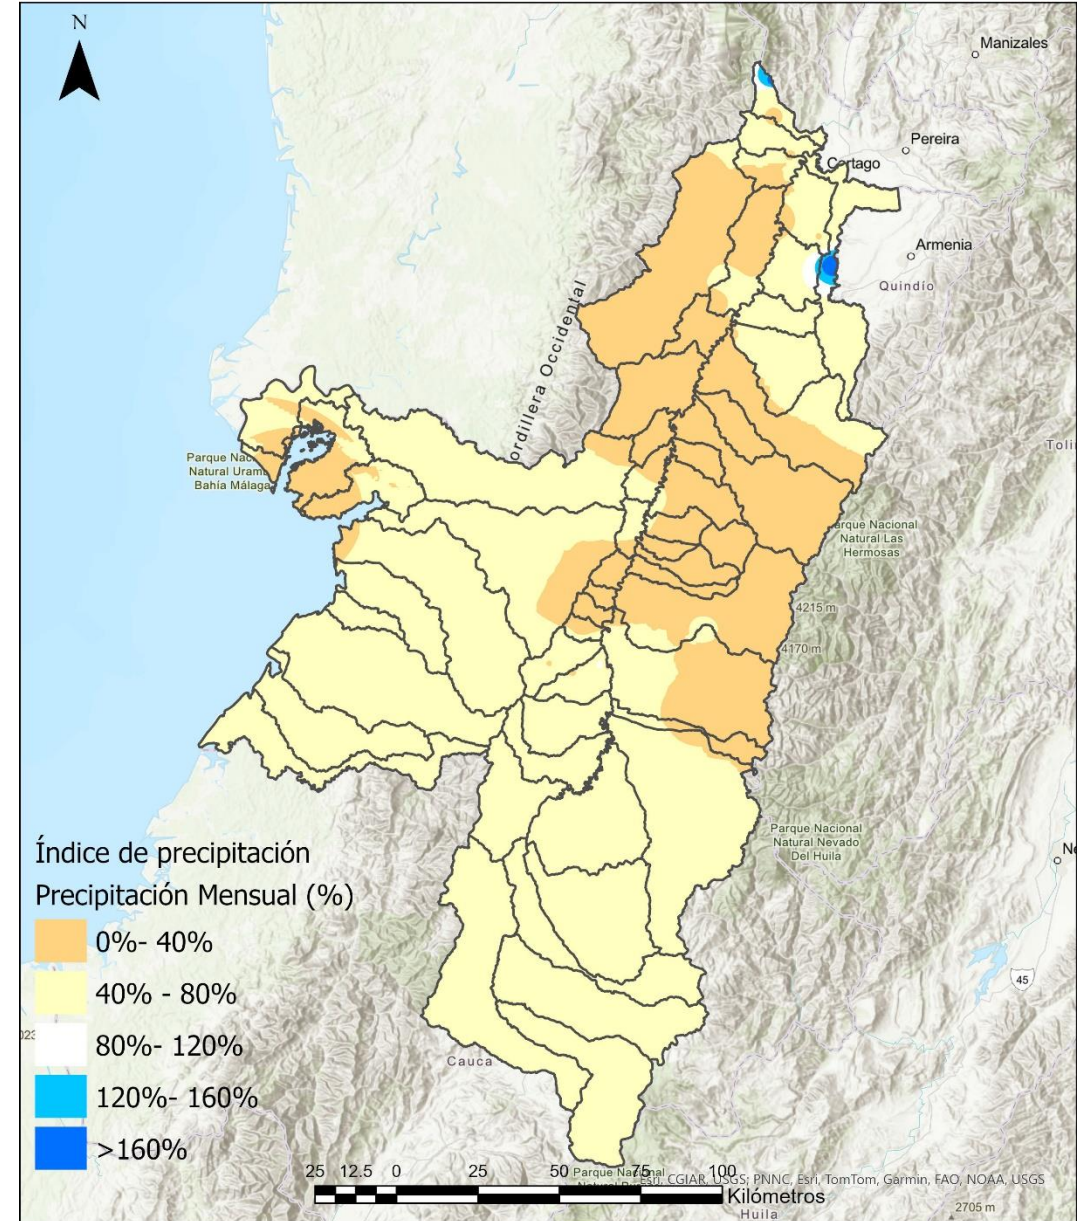 N
Manizales
Pereira
Cartago
Armenia
Quindío
Cordillera Occidental
Parque Nacional
Natural Uramba
Bahía Málaga
Parque Nacional
Natural Las
Hermosas
4215 m
4170 m
Parque Nacional
Natural Nevado
Del Huila
45
Cauca
Índice de precipitación
Precipitación Mensual (%)
0%- 40%
40% - 80%
80%- 120%
120%- 160%
>160%
25 12.5 0 25 50 75 100
Kilómetros
Parque Nacional
Esri, CGIAR, USGS; PNNC, Esri, TomTom, Garmin, FAO, NOAA, USGS
Huila
2705 m